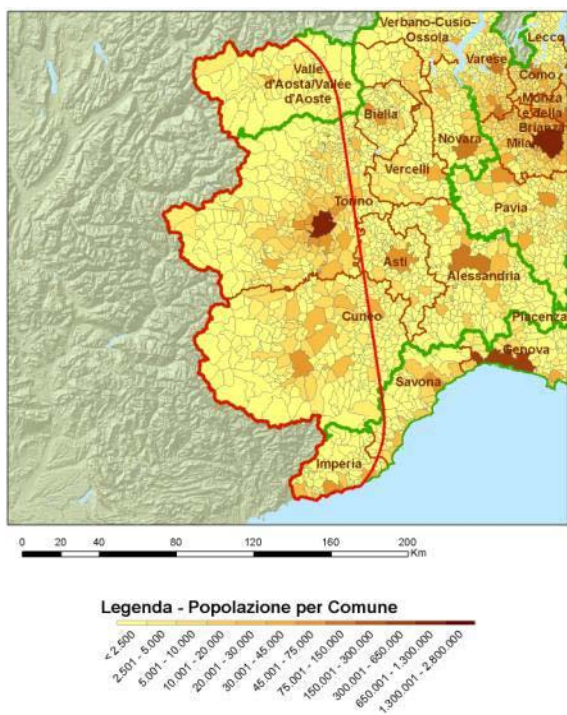 Verbano-Cusio-
Ossola
Lecco
Varese
Como
Valle
d'Aosta/Vallée
d'Aoste
Monza
e della
Brianza
Biella
Novara
Mila
Vercelli
Torino
Pavia
Asti
Alessandria
Cuneo
Piacenza
Genova
Savona
Imperia
0 20 40 80 120 160 200
Km
Legenda - Popolazione per Comune
< 2.500
2.501 - 5.000
5.001 - 10.000
10.001 - 20.000
20.001 - 30.000
30.001 - 45.000
45.001 - 75.000
75.001 - 150.000
150.001 - 300.000
300.001 - 650.000
650.001 - 1.300.000
1.300.001 - 2.800.000